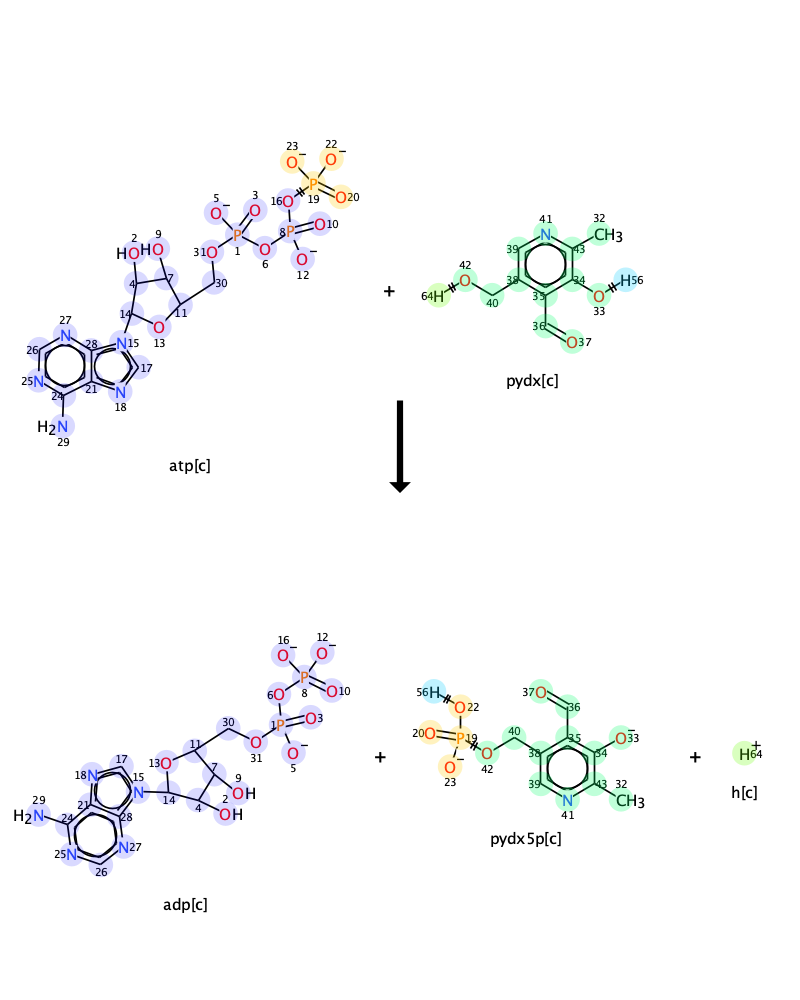 23 22
O− O−
5 3 P 19 O 20
O− O 16 O
2 9 P 1 8 P O 10
HO HO 31 O O 6 O− 12
4 7 30
14 11
O 13
27 N 28 N 15
26 17
25 N 21 N 18
24
H2N 29
atp[c]
+
41 32
39 N CH3
42 43
O 38 34 H 56
64 H 40 35 O 33
36
O 37
pydx[c]
16 12
O− O−
P 8 O 10
6 O
30 1 P O 3
11 O 31 O− 5
13 O
17 7 9
18 N 15 N OH
29 21 14 4 2 OH
H2N 24 28
25 N N 27
26
adp[c]
+
56 H 37 O 36
O 22
20 O P 19 40 35 O− 33
O− 23 O 42 38 34
39 43 32
N CH3
41
pydx5p[c]
+
H+ 64
h[c]